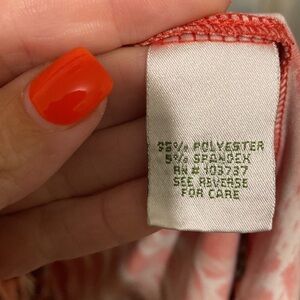 95% POLYESTER
5% SPANDEX
RN# 103737
SEE REVERSE
FOR CARE